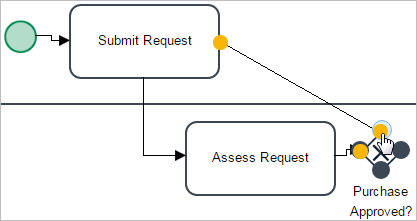 Submit Request
Assess Request
Purchase
Approved?